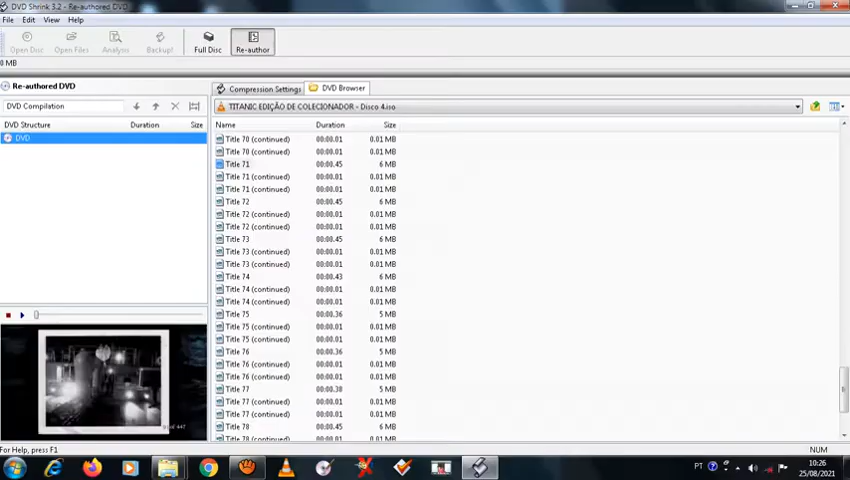 DVD Shrink 3.2 - Re-authored DVD
File Edit View Help
Open Disc Open Files Analysis Backup! Full Disc Re-author
0 MB
Re-authored DVD
DVD Compilation
DVD Structure Duration Size
DVD
Compression Settings DVD Browser
TITANIC EDIÇÃO DE COLECIONADOR - Disco 4.iso
Name Duration Size
Title 70 (continued) 00:00.01 0.01 MB
Title 70 (continued) 00:00.01 0.01 MB
Title 71 00:00.45 6 MB
Title 71 (continued) 00:00.01 0.01 MB
Title 71 (continued) 00:00.01 0.01 MB
Title 72 00:00.45 6 MB
Title 72 (continued) 00:00.01 0.01 MB
Title 72 (continued) 00:00.01 0.01 MB
Title 73 00:00.45 6 MB
Title 73 (continued) 00:00.01 0.01 MB
Title 73 (continued) 00:00.01 0.01 MB
Title 74 00:00.43 6 MB
Title 74 (continued) 00:00.01 0.01 MB
Title 74 (continued) 00:00.01 0.01 MB
Title 75 00:00.36 5 MB
Title 75 (continued) 00:00.01 0.01 MB
Title 75 (continued) 00:00.01 0.01 MB
Title 76 00:00.36 5 MB
Title 76 (continued) 00:00.01 0.01 MB
Title 76 (continued) 00:00.01 0.01 MB
Title 77 00:00.38 5 MB
Title 77 (continued) 00:00.01 0.01 MB
Title 77 (continued) 00:00.01 0.01 MB
Title 78 00:00.45 6 MB
Title 78 (continued) 00:00.01 0.01 MB
For Help, press F1 NUM
PT 10:26
25/08/2021